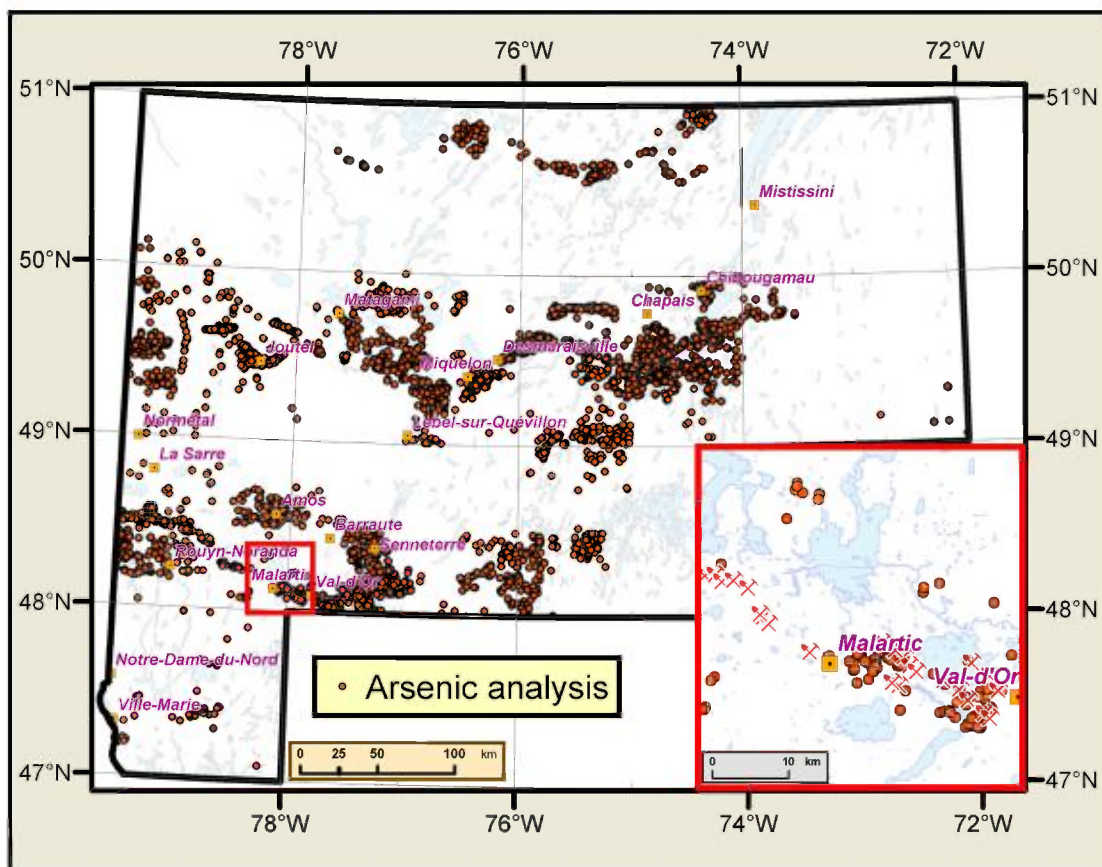 78°W 76°W 74°W 72°W
51°N 51°N
Mistissini
50°N 50°N
Chibougamau
Matagami Chapais
Joutel Desmaraisville
Miquelon
Normétal Lebel-sur-Quévillon
49°N 49°N
La Sarre
Amos
Barraute
Rouyn-Noranda Senneterre
Malartic Val-d'Or
48°N 48°N
Malartic
Notre-Dame-du-Nord
Val-d'Or
Arsenic analysis
Ville-Marie
0 25 50 100 km
0 10 km
47°N 47°N
78°W 76°W 74°W 72°W